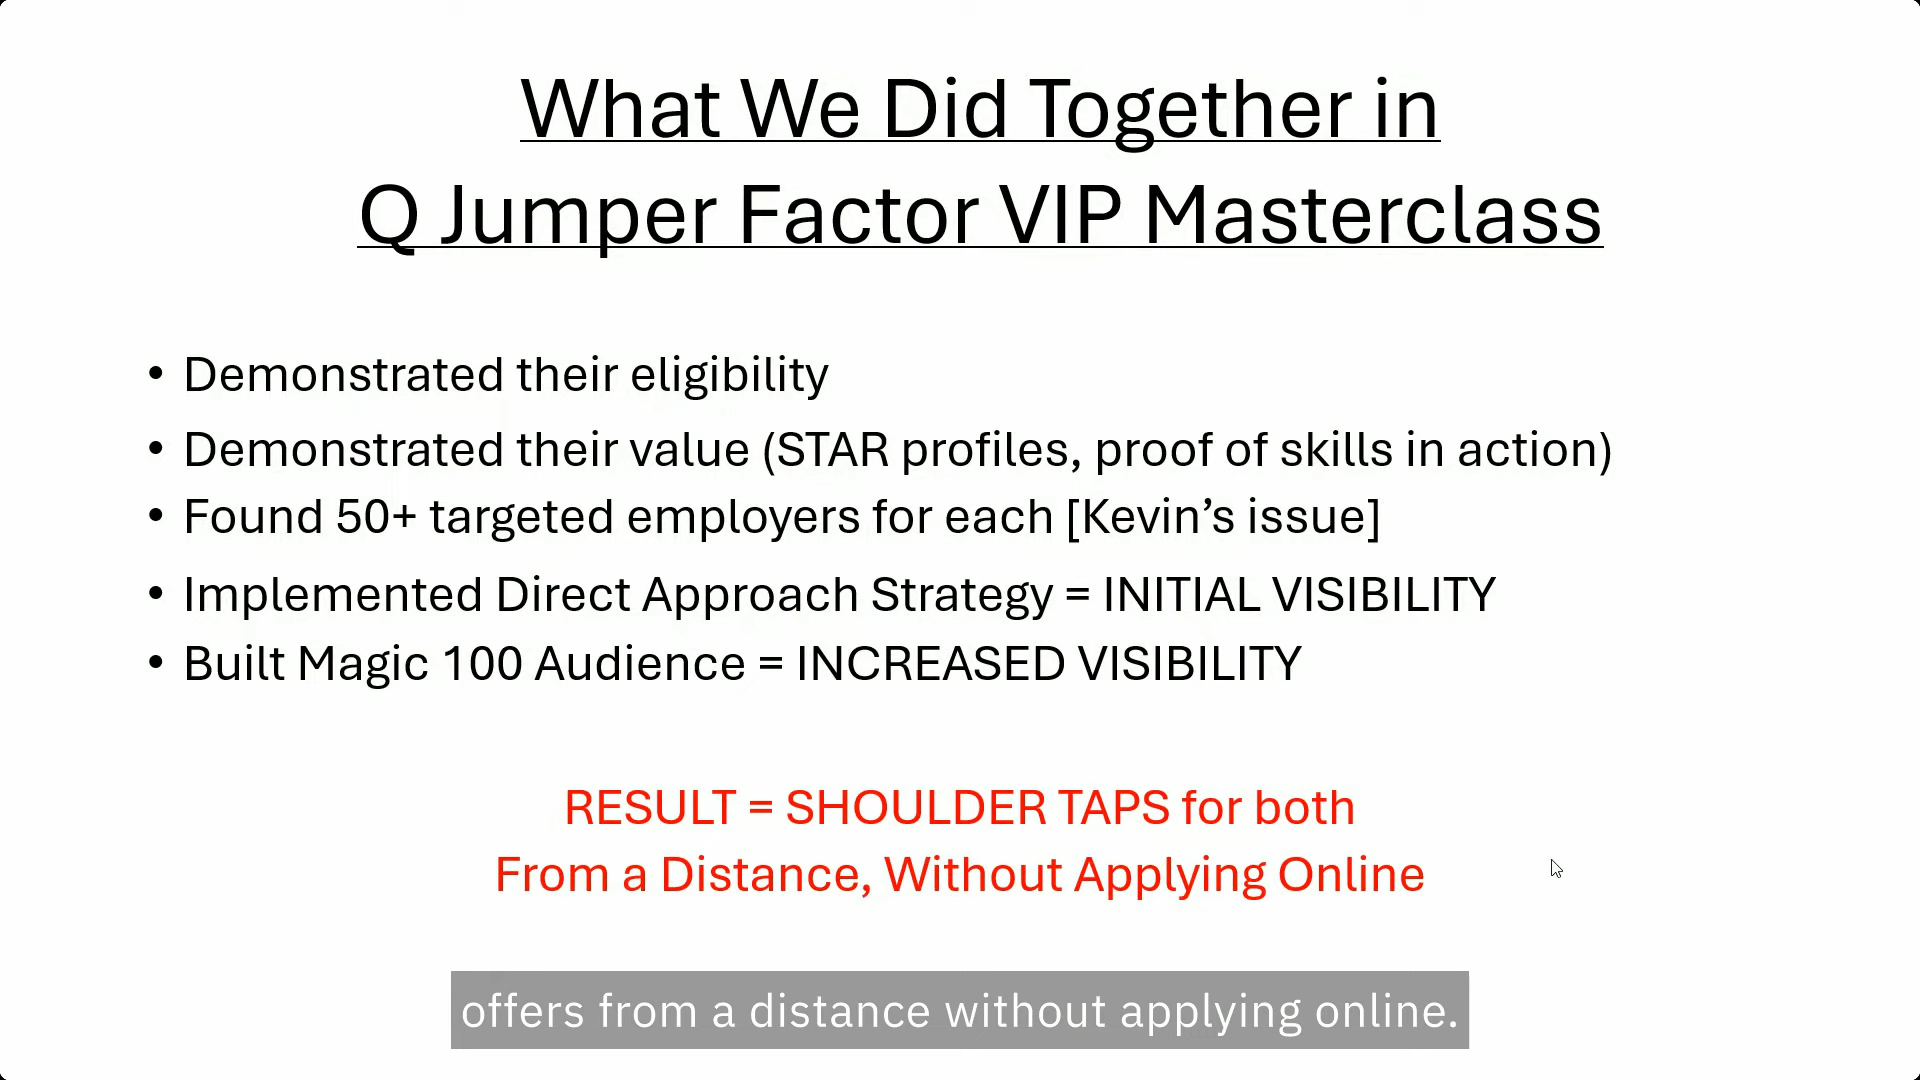 What We Did Together in
Q Jumper Factor VIP Masterclass
• Demonstrated their eligibility
• Demonstrated their value (STAR profiles, proof of skills in action)
• Found 50+ targeted employers for each [Kevin’s issue]
• Implemented Direct Approach Strategy = INITIAL VISIBILITY
• Built Magic 100 Audience = INCREASED VISIBILITY
RESULT = SHOULDER TAPS for both
From a Distance, Without Applying Online
offers from a distance without applying online.